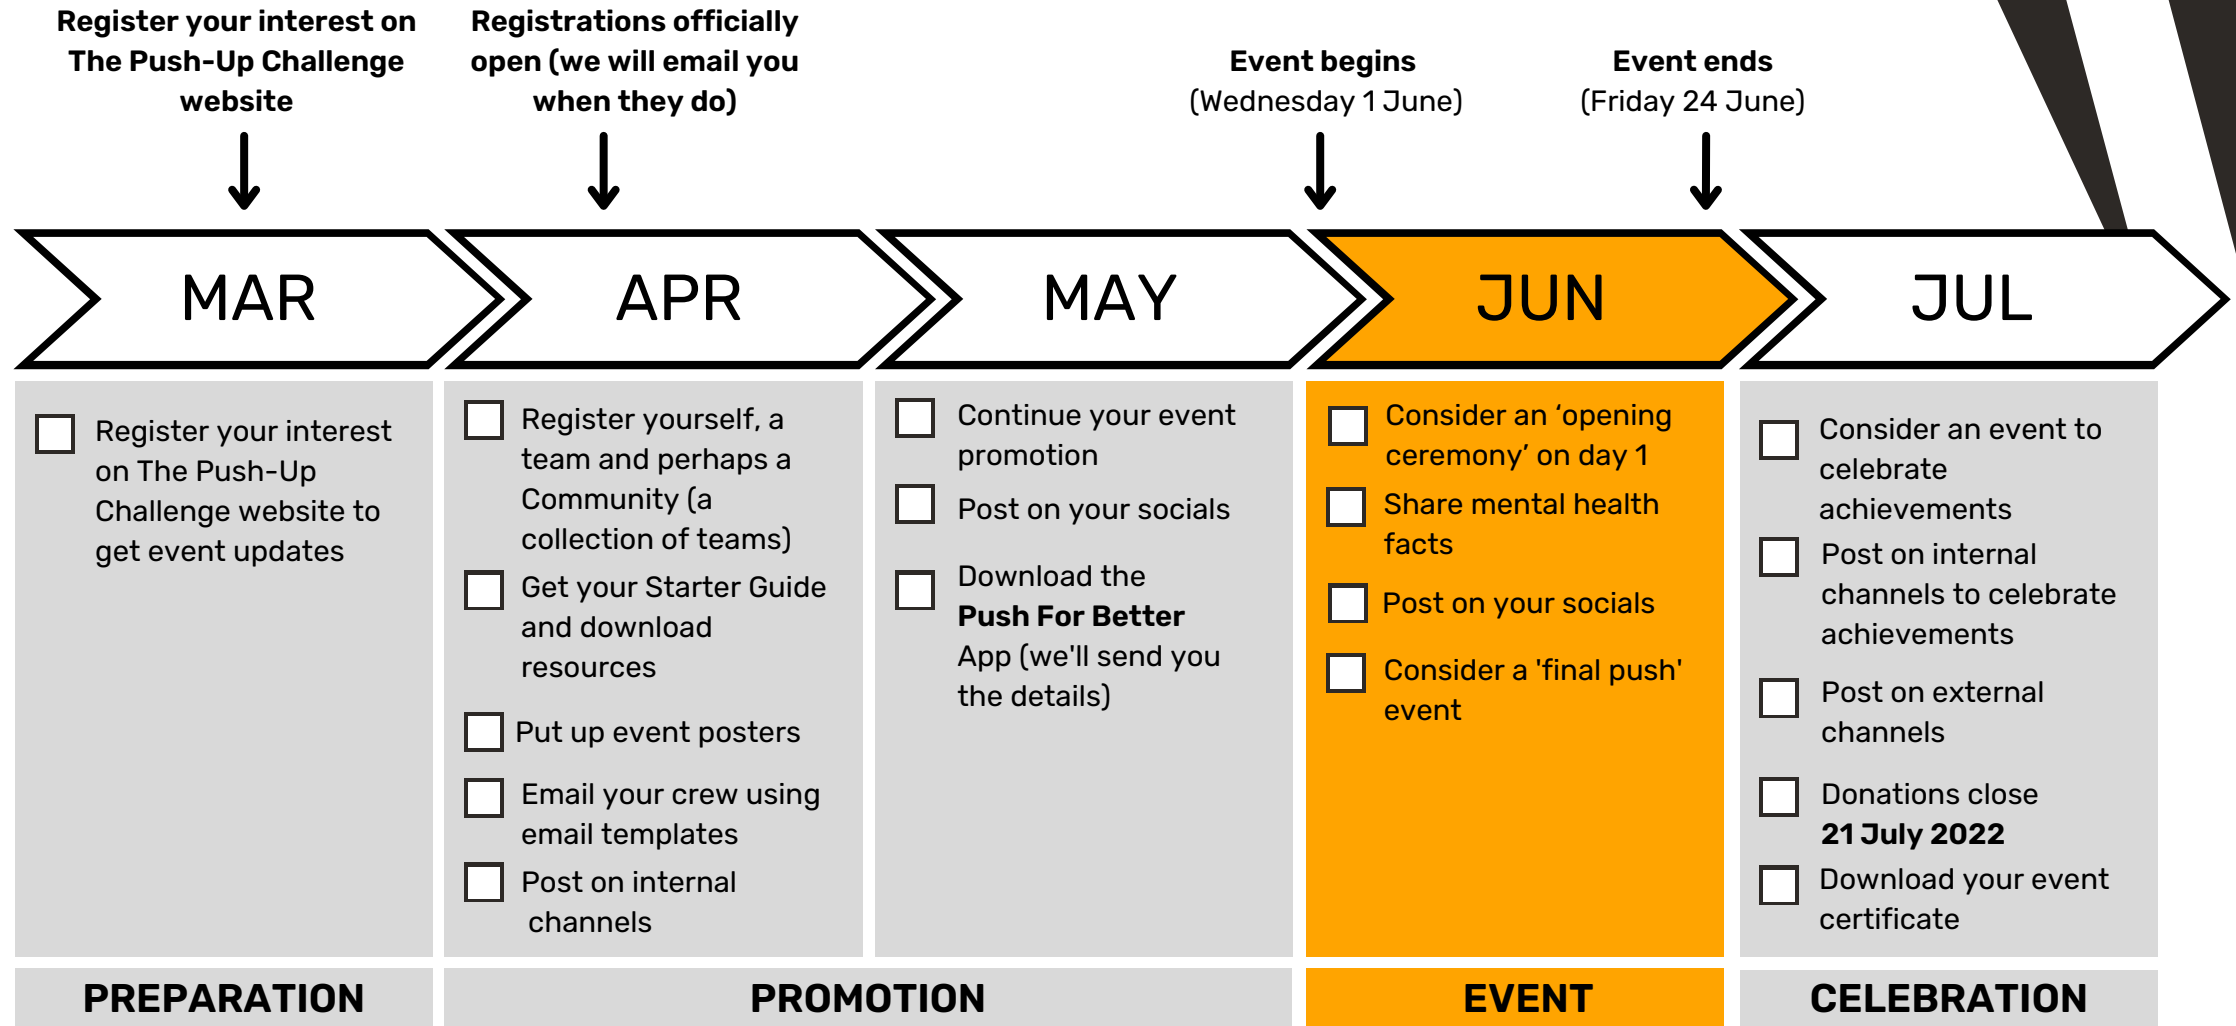 Register your interest on
The Push-Up Challenge
website
Registrations officially
open (we will email you
when they do)
Event begins
(Wednesday 1 June)
Event ends
(Friday 24 June)
MAR
APR
MAY
JUN
JUL
Register your interest
on The Push-Up
Challenge website to
get event updates
Register yourself, a
team and perhaps a
Community (a
collection of teams)
Get your Starter Guide
and download
resources
Put up event posters
Email your crew using
email templates
Post on internal
channels
Continue your event
promotion
Post on your socials
Download the
Push For Better
App (we'll send you
the details)
Consider an ‘opening
ceremony’ on day 1
Share mental health
facts
Post on your socials
Consider a 'final push'
event
Consider an event to
celebrate
achievements
Post on internal
channels to celebrate
achievements
Post on external
channels
Donations close
21 July 2022
Download your event
certificate
PREPARATION
PROMOTION
EVENT
CELEBRATION